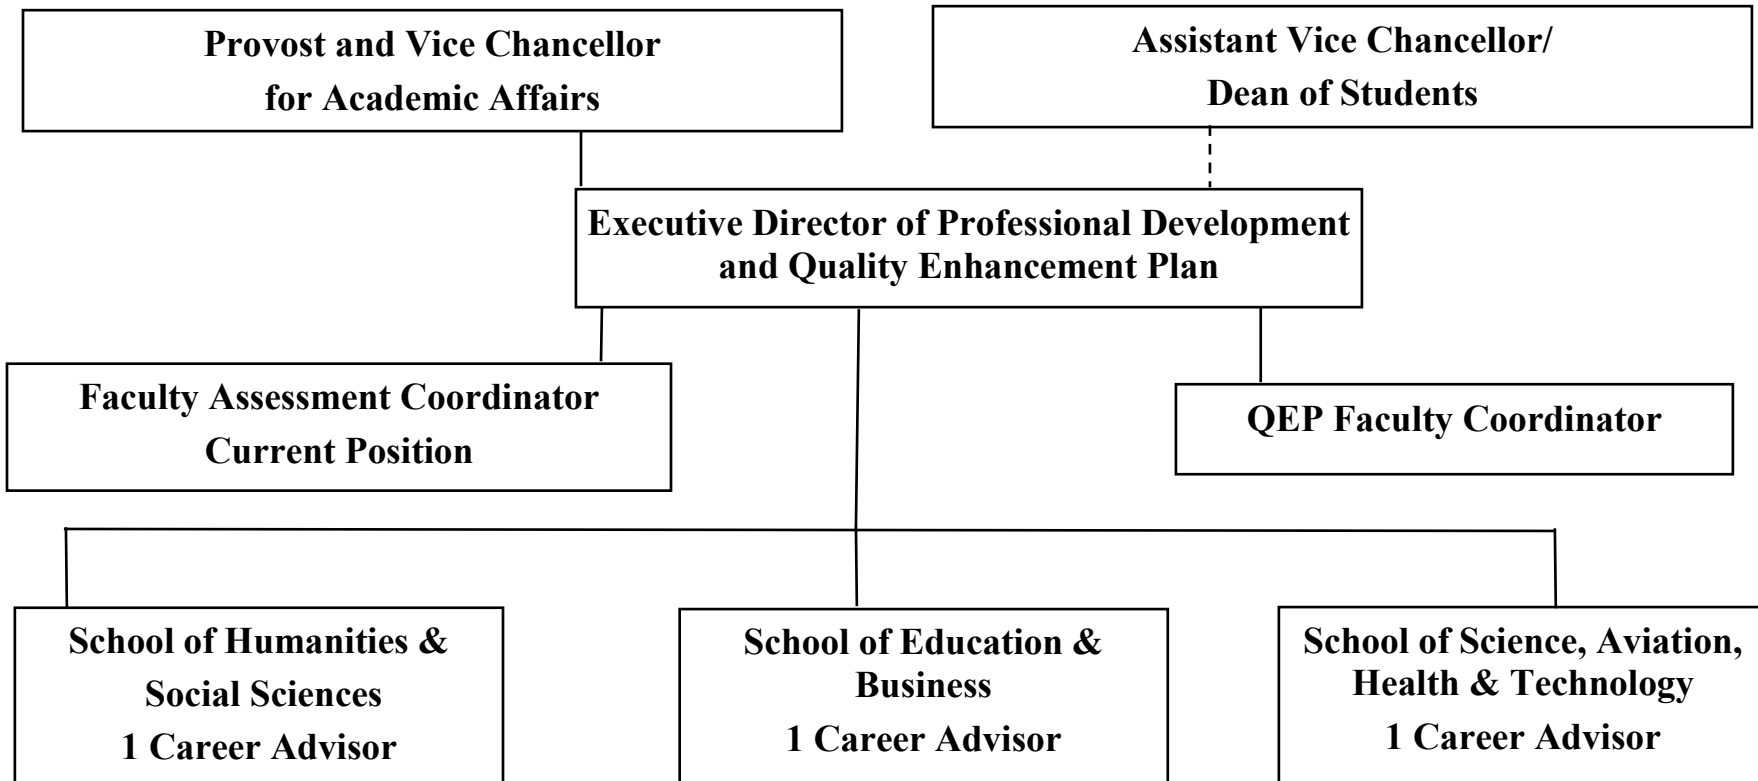 Provost and Vice Chancellor
for Academic Affairs
Assistant Vice Chancellor/
Dean of Students
Executive Director of Professional Development
and Quality Enhancement Plan
Faculty Assessment Coordinator
Current Position
QEP Faculty Coordinator
School of Humanities &
Social Sciences
1 Career Advisor
School of Education &
Business
1 Career Advisor
School of Science, Aviation,
Health & Technology
1 Career Advisor